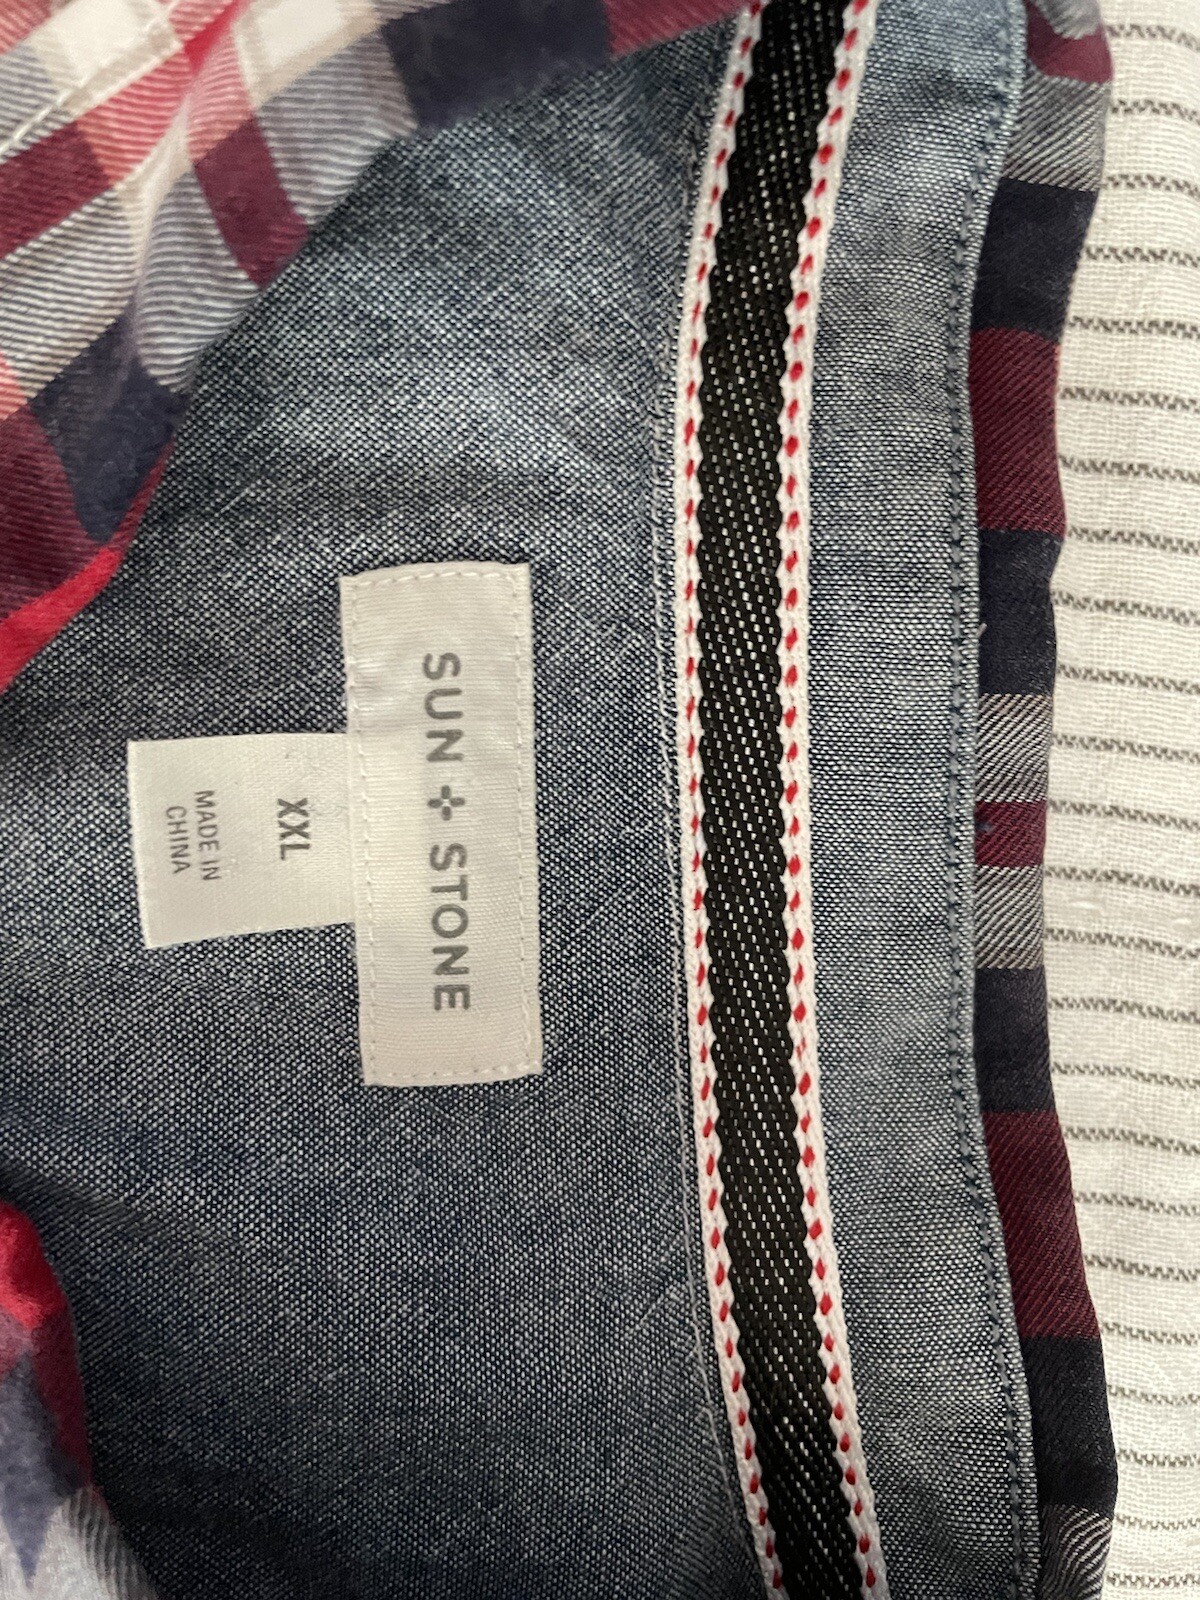 SUN + STONE
XXL
MADE IN
CHINA